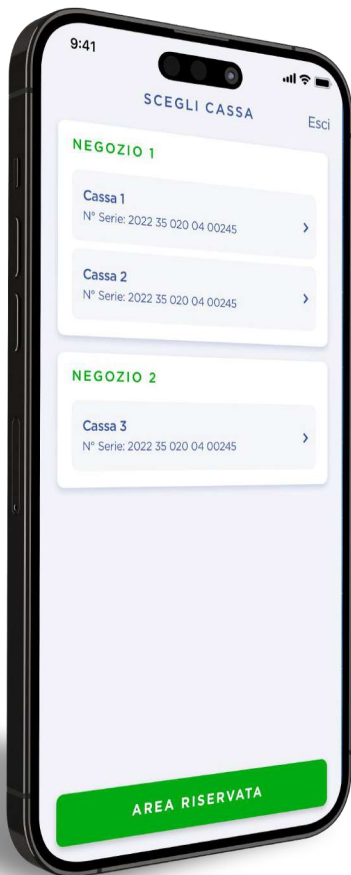 9:41
SCEGLI CASSA
Esci
NEGOZIO 1
Cassa 1
N° Serie: 2022 35 020 04 00245
Cassa 2
N° Serie: 2022 35 020 04 00245
NEGOZIO 2
Cassa 3
N° Serie: 2022 35 020 04 00245
AREA RISERVATA